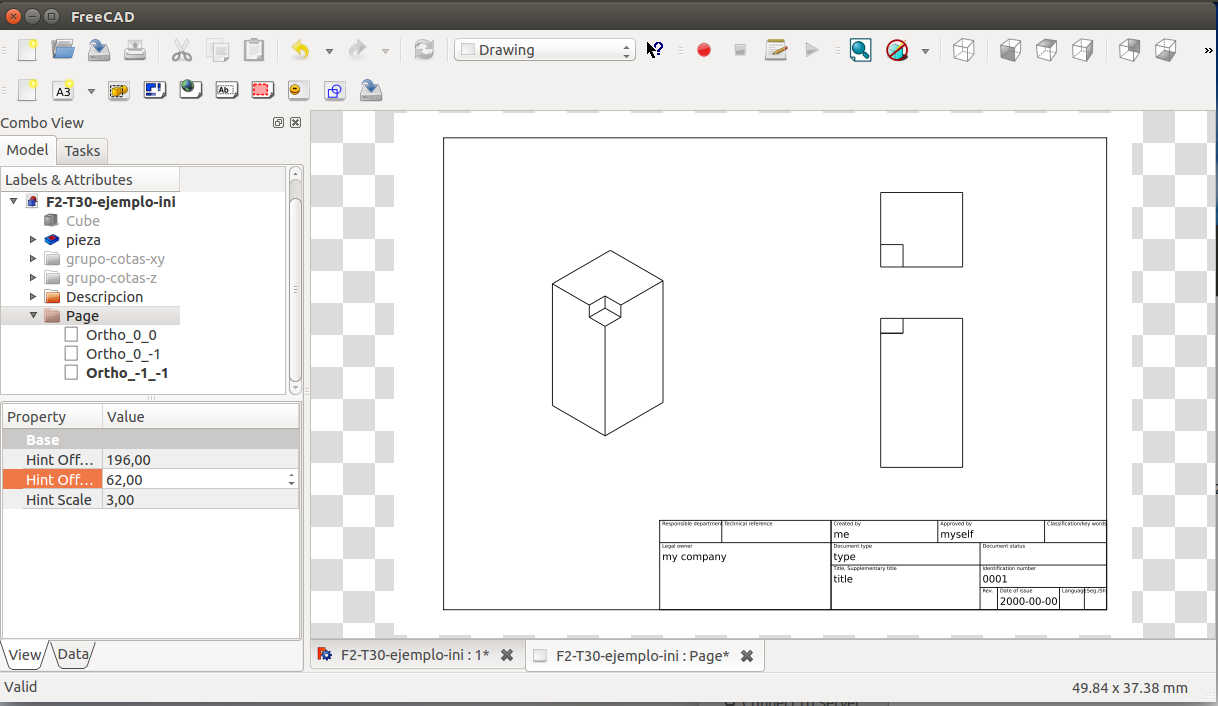 FreeCAD
Drawing
»
A3
Ab
Combo View
Model
Tasks
Labels & Attributes
F2-T30-ejemplo-ini
Cube
pieza
grupo-cotas-xy
grupo-cotas-z
Descripcion
Page
Ortho_0_0
Ortho_0_-1
Ortho_-1_-1
Property Value
Base
Hint Off... 196,00
Hint Off... 62,00
Hint Scale 3,00
View
Data
Responsible departmen Technical reference Created by Approved by Classification/key words
me myself
Legal owner Document type Document status
my company type
Title, Supplementary title Identification number
title 0001
Rev. Date of issue Language Seg./Sh
2000-00-00
F2-T30-ejemplo-ini : 1*
F2-T30-ejemplo-ini : Page*
Valid
49.84 x 37.38 mm